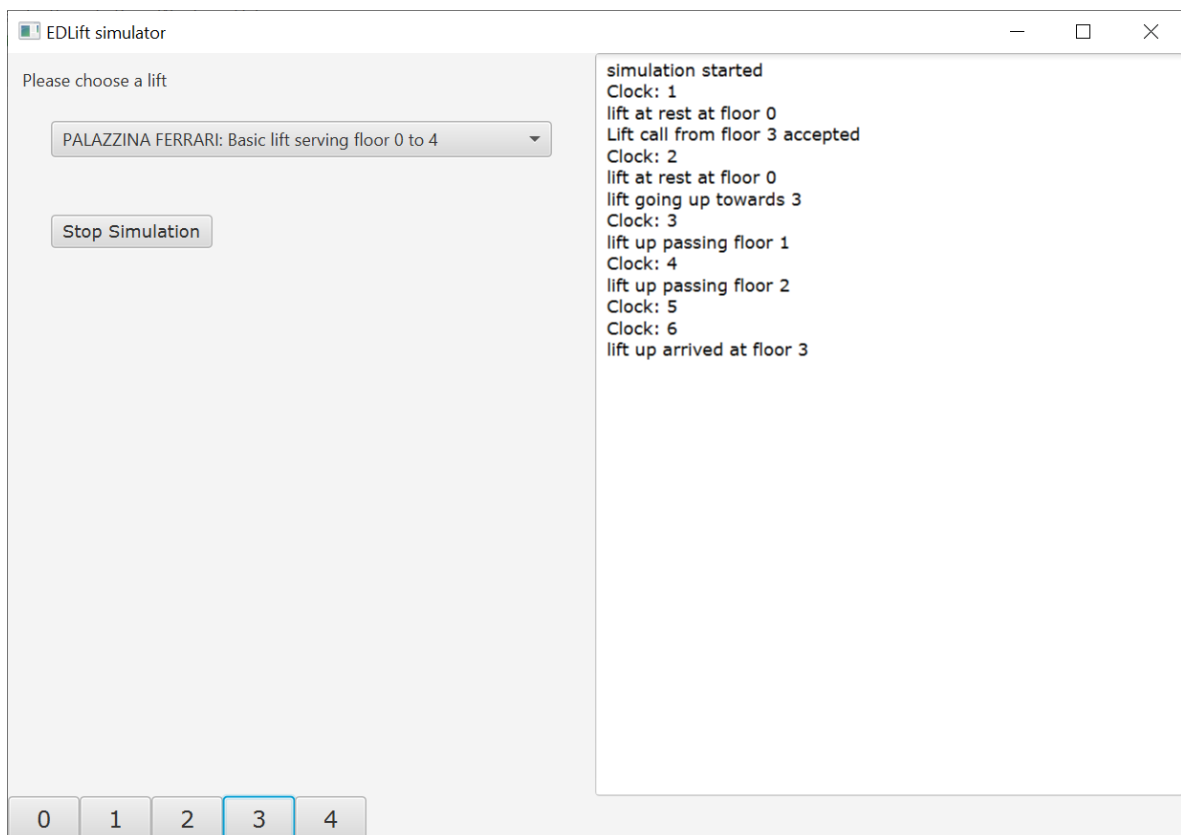 EDLift simulator
Please choose a lift
PALAZZINA FERRARI: Basic lift serving floor 0 to 4
Stop Simulation
simulation started
Clock: 1
lift at rest at floor 0
Lift call from floor 3 accepted
Clock: 2
lift at rest at floor 0
lift going up towards 3
Clock: 3
lift up passing floor 1
Clock: 4
lift up passing floor 2
Clock: 5
Clock: 6
lift up arrived at floor 3
0 1 2 3 4